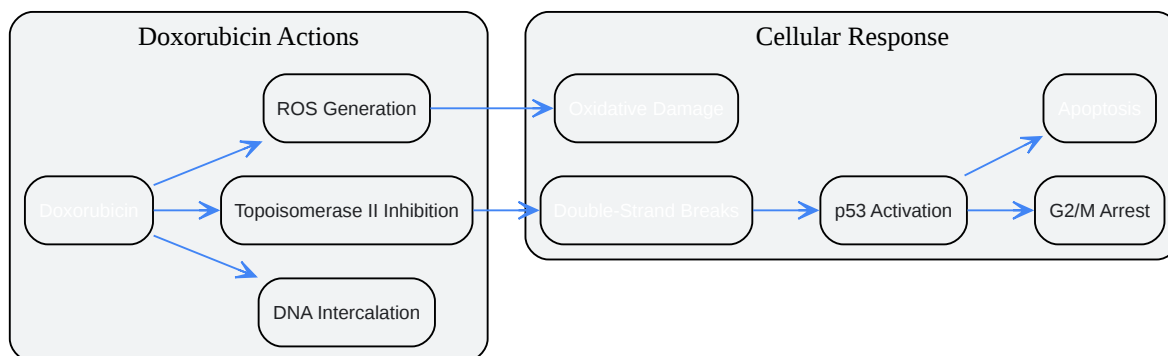 Doxorubicin Actions
Cellular Response
ROS Generation
Oxidative Damage
Apoptosis
Doxorubicin
Topoisomerase II Inhibition
Double-Strand Breaks
p53 Activation
G2/M Arrest
DNA Intercalation